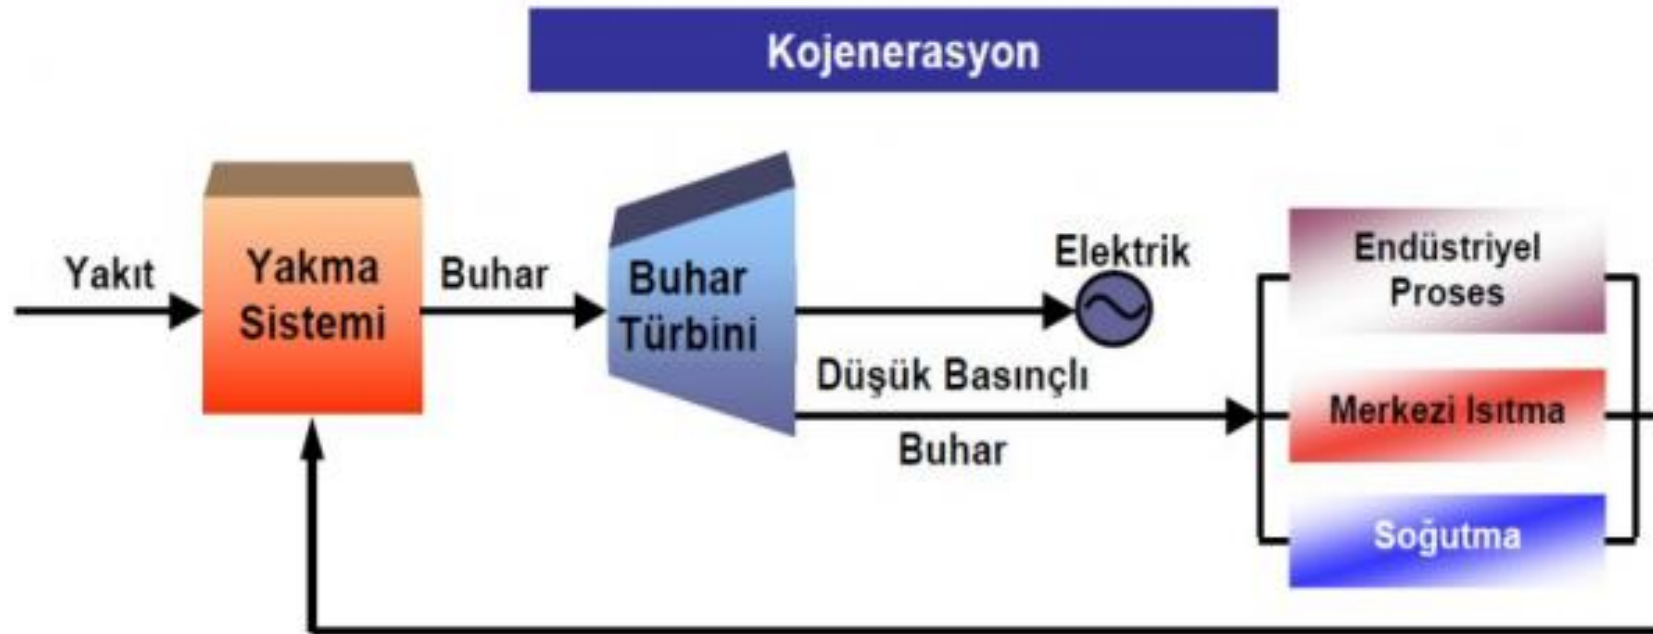 Kojenerasyon
Yakıt
Yakma
Sistemi
Buhar
Buhar
Türbini
Elektrik
Düşük Basınçlı
Buhar
Endüstriyel
Proses
Merkezi Isıtma
Soğutma